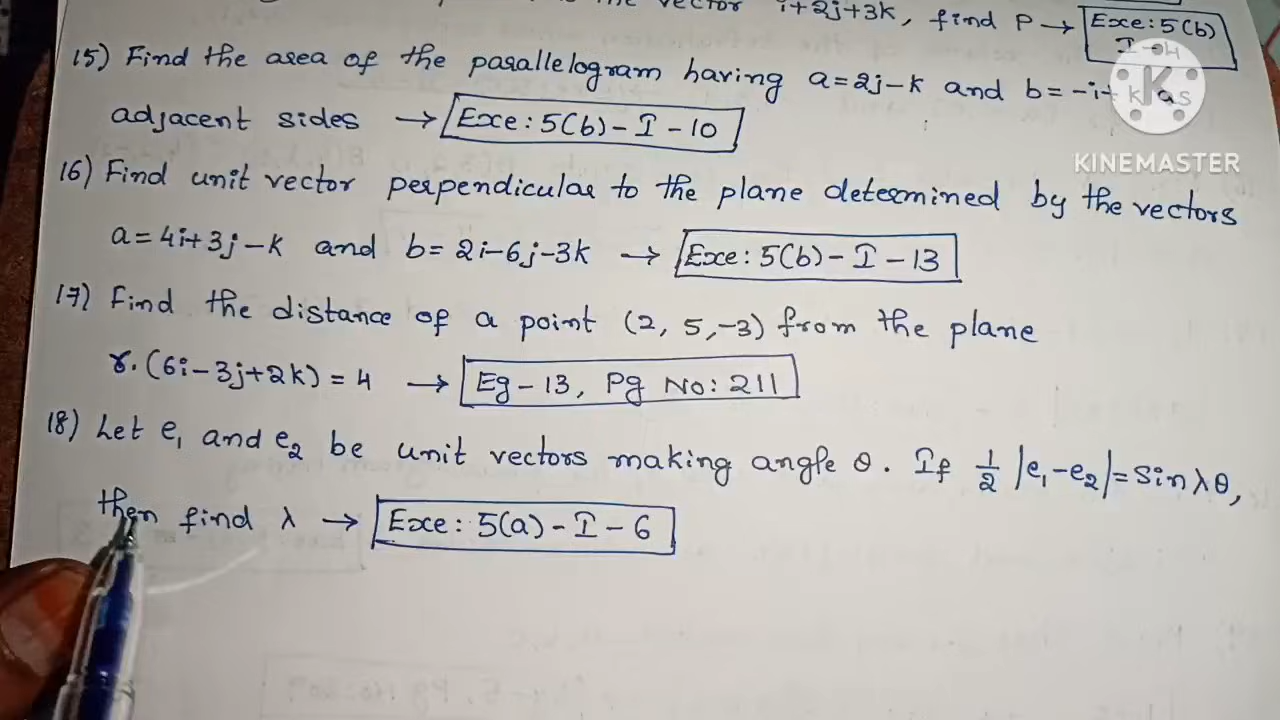 vector i+2j+3k, find P → Exe: 5(b)
I
15) Find the area of the parallelogram having a=2j-k and b=-i+k as
adjacent sides → Exe: 5(b)-I-10
KINEMASTER
16) Find unit vector perpendicular to the plane determined by the vectors
a=4i+3j-k and b=2i-6j-3k → Exe: 5(b)-I-13
17) Find the distance of a point (2, 5, -3) from the plane
r.(6i-3j+2k)=4 → Eg-13, Pg No: 211
18) Let e₁ and e₂ be unit vectors making angle θ. If 1/2 |e₁-e₂|=Sin λθ,
then find λ → Exe: 5(a)-I-6